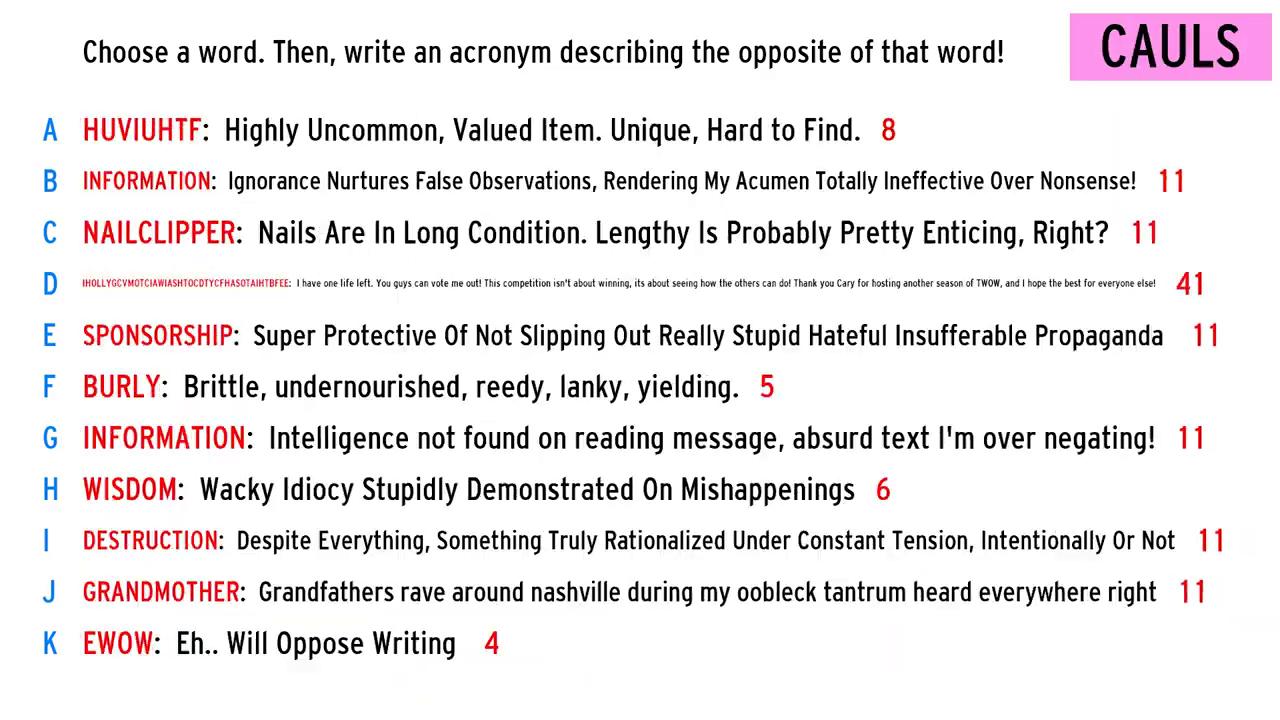 Choose a word. Then, write an acronym describing the opposite of that word!
CAULS
A HUVIUHTF: Highly Uncommon, Valued Item. Unique, Hard to Find. 8
B INFORMATION: Ignorance Nurtures False Observations, Rendering My Acumen Totally Ineffective Over Nonsense! 11
C NAILCLIPPER: Nails Are In Long Condition. Lengthy Is Probably Pretty Enticing, Right? 11
D IHOLLYGCVMOTCIAWIASHTOCDTYCFHASOTAIHTBFEE: I have one life left. You guys can vote me out! This competition isn't about winning, its about seeing how the others can do! Thank you Cary for hosting another season of TWOW, and I hope the best for everyone else! 41
E SPONSORSHIP: Super Protective Of Not Slipping Out Really Stupid Hateful Insufferable Propaganda 11
F BURLY: Brittle, undernourished, reedy, lanky, yielding. 5
G INFORMATION: Intelligence not found on reading message, absurd text I'm over negating! 11
H WISDOM: Wacky Idiocy Stupidly Demonstrated On Mishappenings 6
I DESTRUCTION: Despite Everything, Something Truly Rationalized Under Constant Tension, Intentionally Or Not 11
J GRANDMOTHER: Grandfathers rave around nashville during my oobleck tantrum heard everywhere right 11
K EWOW: Eh.. Will Oppose Writing 4